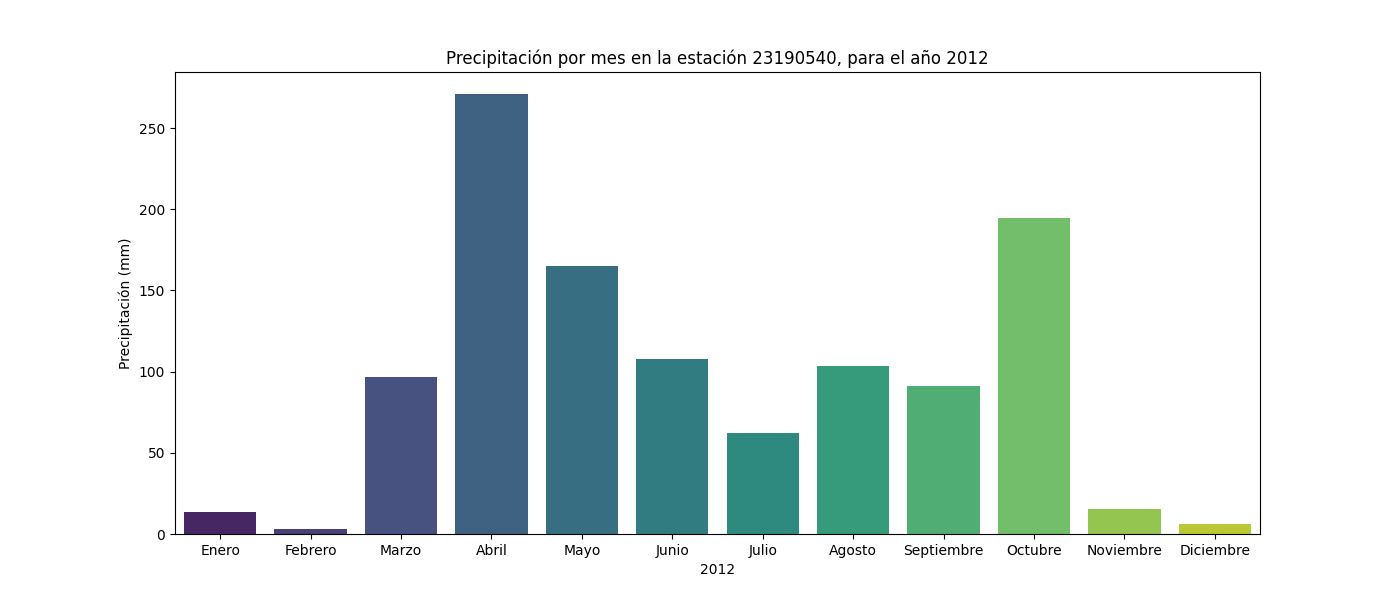 Precipitación por mes en la estación 23190540, para el año 2012
Precipitación (mm)
250
200
150
100
50
0
Enero Febrero Marzo Abril Mayo Junio Julio Agosto Septiembre Octubre Noviembre Diciembre
2012